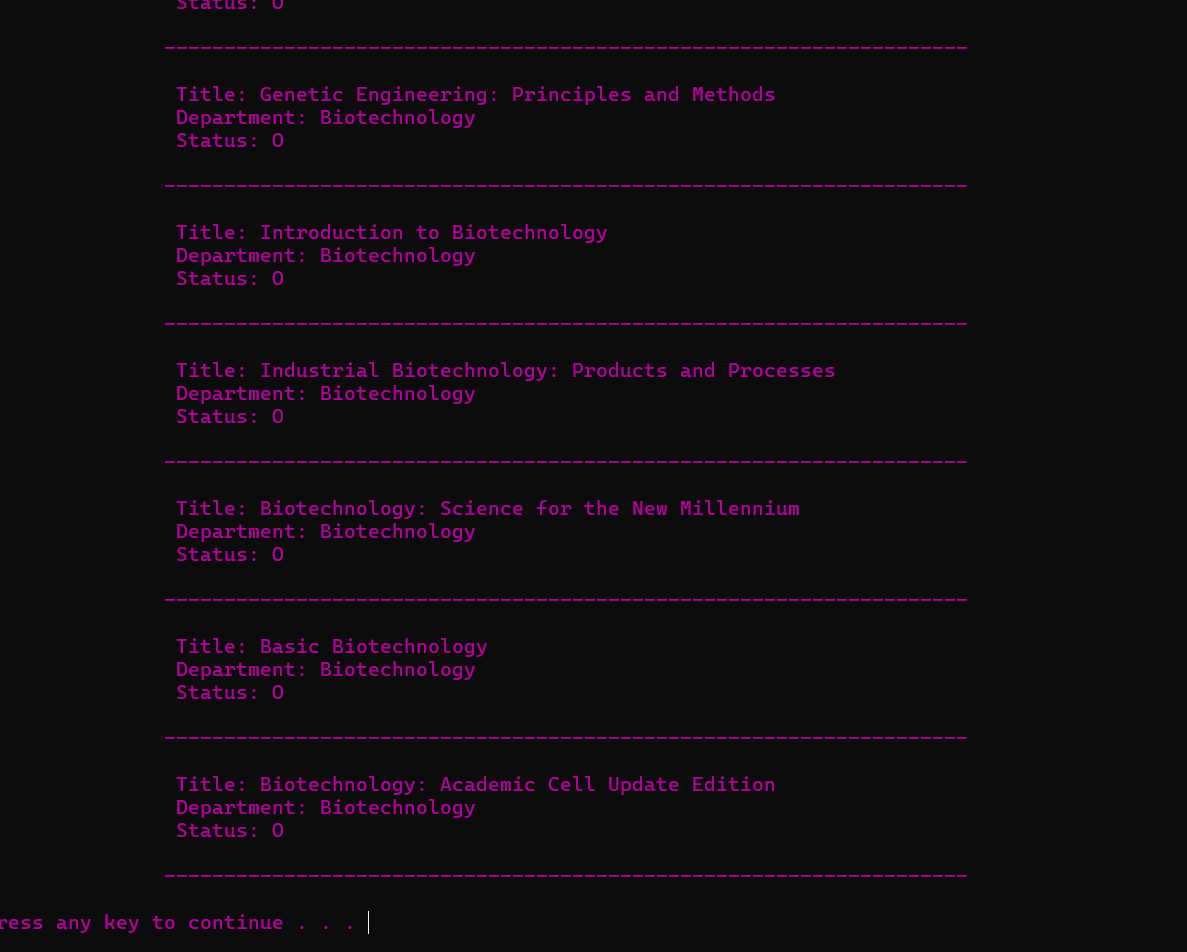 Status: O
--------------------------------------------------------------------
Title: Genetic Engineering: Principles and Methods
Department: Biotechnology
Status: O
--------------------------------------------------------------------
Title: Introduction to Biotechnology
Department: Biotechnology
Status: O
--------------------------------------------------------------------
Title: Industrial Biotechnology: Products and Processes
Department: Biotechnology
Status: O
--------------------------------------------------------------------
Title: Biotechnology: Science for the New Millennium
Department: Biotechnology
Status: O
--------------------------------------------------------------------
Title: Basic Biotechnology
Department: Biotechnology
Status: O
--------------------------------------------------------------------
Title: Biotechnology: Academic Cell Update Edition
Department: Biotechnology
Status: O
--------------------------------------------------------------------
ress any key to continue . . .